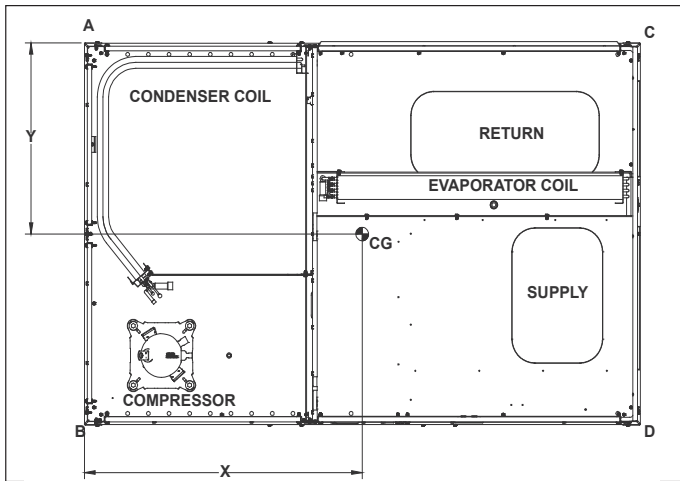 A
C
CONDENSER COIL
RETURN
Y
EVAPORATOR COIL
CG
SUPPLY
COMPRESSOR
B
D
X